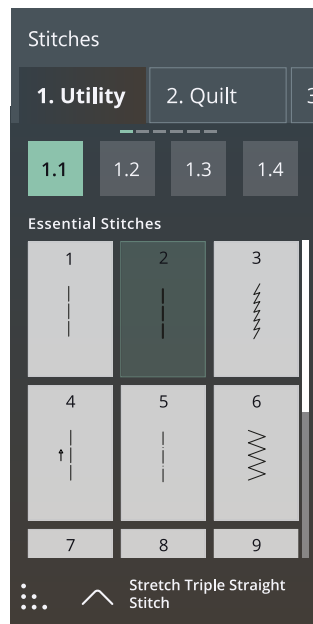 Stitches
1. Utility 2. Quilt 3
1.1 1.2 1.3 1.4
Essential Stitches
1 2 3
4 5 6
7 8 9
Stretch Triple Straight
Stitch